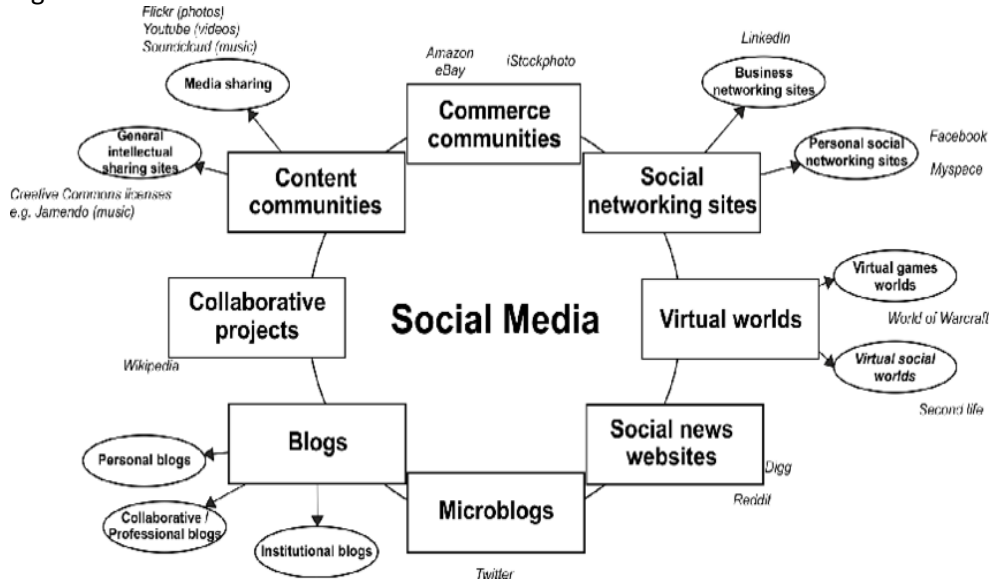 Flickr (photos)
Youtube (videos)
Soundcloud (music)
Media sharing
General
intellectual
sharing sites
Creative Commons licenses
e.g. Jamendo (music)
Content
communities
Amazon
eBay
iStockphoto
Commerce
communities
LinkedIn
Business
networking sites
Personal social
networking sites
Facebook
Myspace
Social
networking sites
Collaborative
projects
Wikipedia
Social Media
Virtual worlds
Virtual games
worlds
World of Warcraft
Virtual social
worlds
Second life
Blogs
Personal blogs
Collaborative /
Professional blogs
Institutional blogs
Microblogs
Twitter
Social news
websites
Digg
Reddit